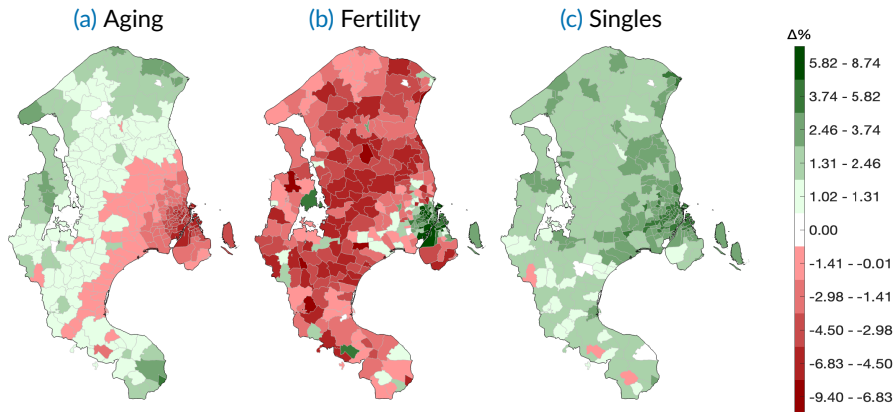 (a) Aging
(b) Fertility
(c) Singles
Δ%
5.82 - 8.74
3.74 - 5.82
2.46 - 3.74
1.31 - 2.46
1.02 - 1.31
0.00
-1.41 - -0.01
-2.98 - -1.41
-4.50 - -2.98
-6.83 - -4.50
-9.40 - -6.83